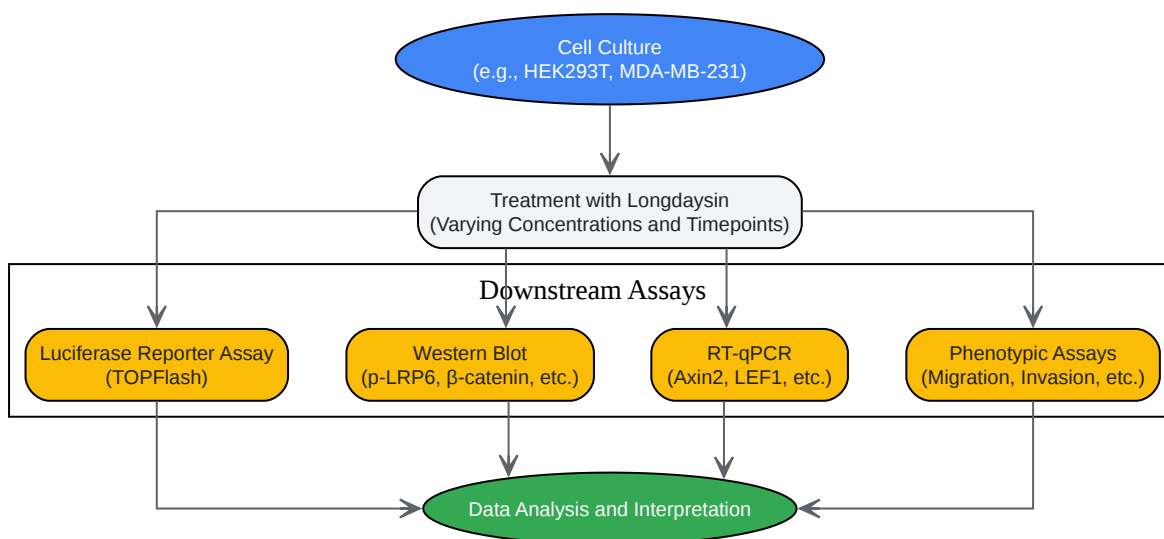 Cell Culture
(e.g., HEK293T, MDA-MB-231)
Treatment with Longdaysin
(Varying Concentrations and Timepoints)
Downstream Assays
Luciferase Reporter Assay
(TOPFlash)
Western Blot
(p-LRP6, β-catenin, etc.)
RT-qPCR
(Axin2, LEF1, etc.)
Phenotypic Assays
(Migration, Invasion, etc.)
Data Analysis and Interpretation